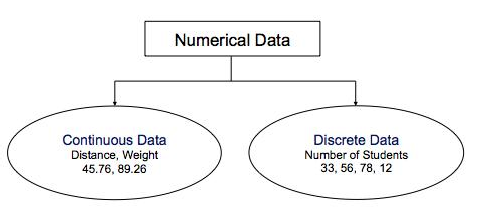 Numerical Data
Continuous Data
Distance, Weight
45.76, 89.26
Discrete Data
Number of Students
33, 56, 78, 12